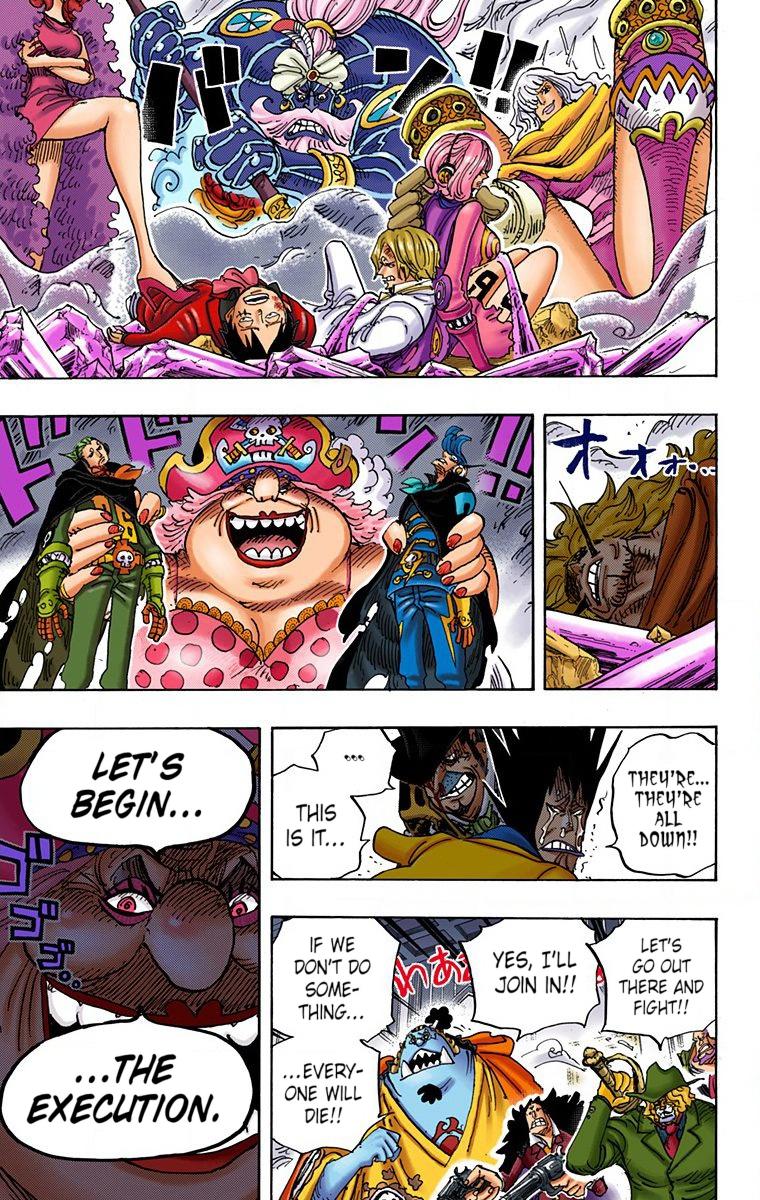 バン!!
ドドドン!!
オオオ...
THEY'RE...
THEY'RE
ALL
DOWN!!
...
THIS
IS IT...
LET'S
BEGIN...
ゴゴゴゴ...
...THE
EXECUTION.
LET'S
GO OUT
THERE AND
FIGHT!!
YES, I'LL
JOIN IN!!
IF WE
DON'T DO
SOME-
THING...
...EVERY-
ONE WILL
DIE!!